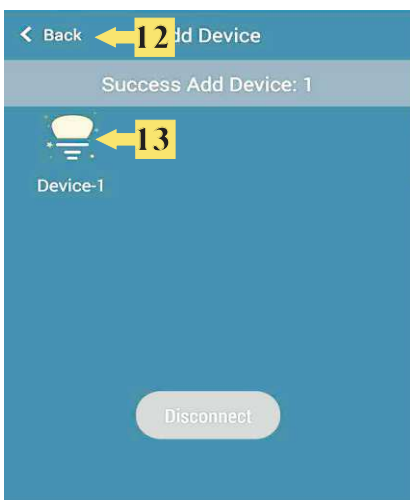 Back 12 dd Device
Success Add Device: 1
13
Device-1
Disconnect